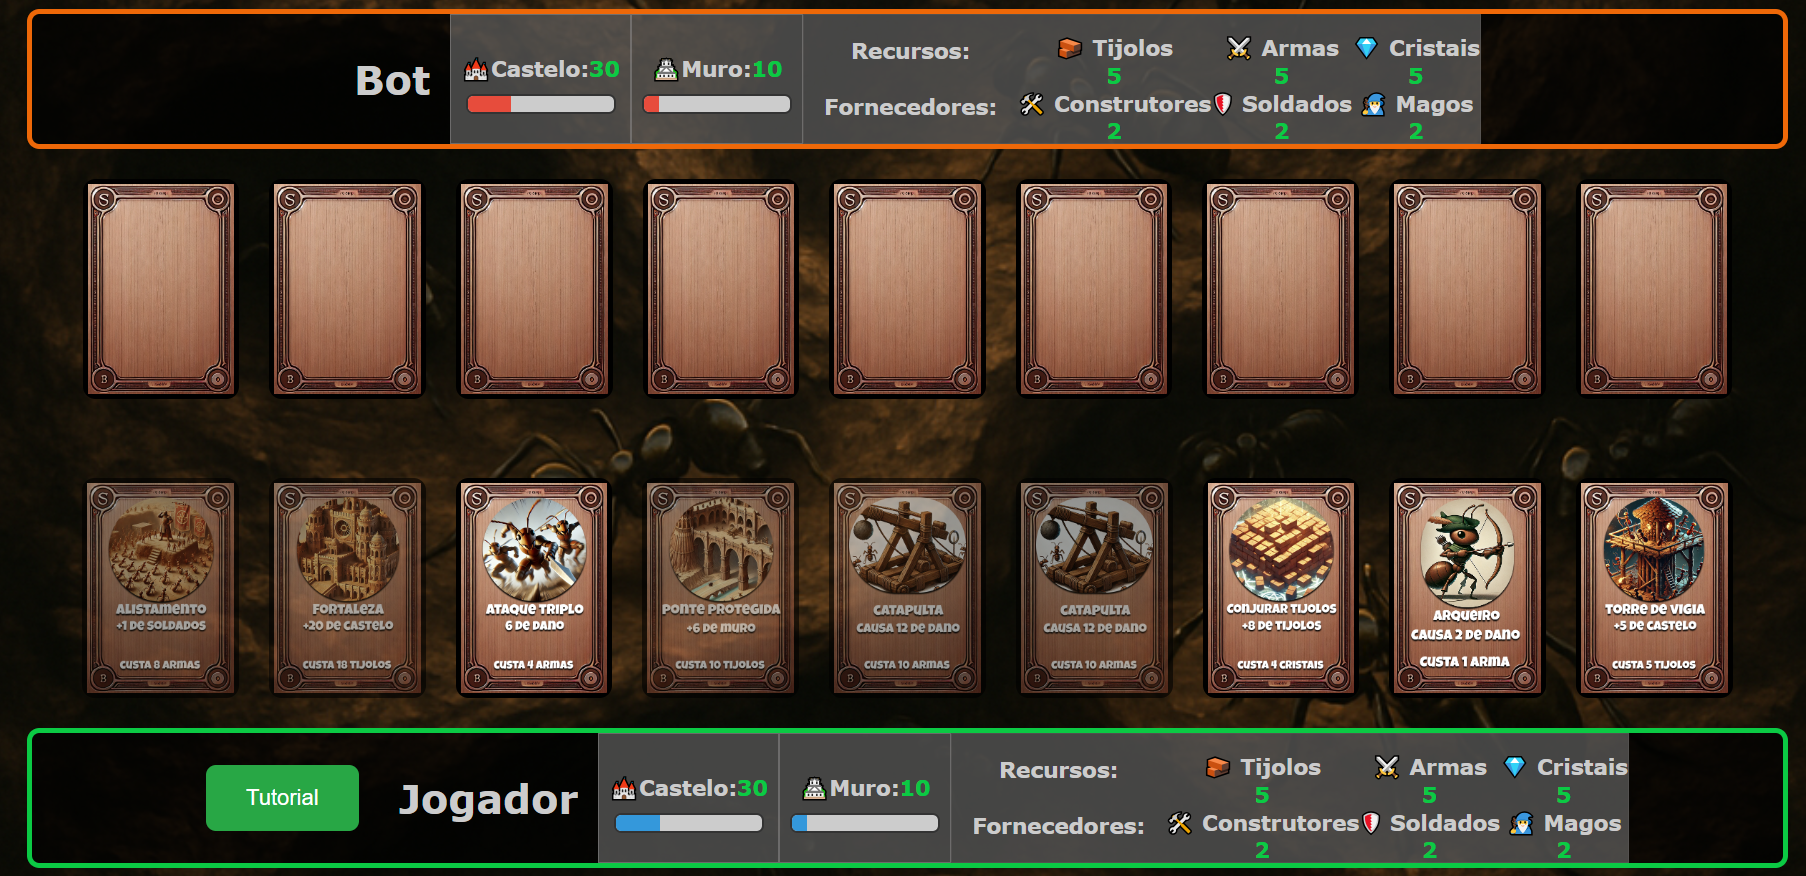 Bot
Castelo:30
Muro:10
Recursos:
Tijolos
5
Armas
5
Cristais
5
Fornecedores:
Construtores
2
Soldados
2
Magos
2
S
B
S
B
S
B
S
B
S
B
S
B
S
B
S
B
S
B
S
ALISTAMENTO
+1 DE SOLDADOS
CUSTA 8 ARMAS
B
S
FORTALEZA
+20 DE CASTELO
CUSTA 18 TIJOLOS
B
S
ATAQUE TRIPLO
6 DE DANO
CUSTA 4 ARMAS
B
S
PONTE PROTEGIDA
+6 DE MURO
CUSTA 10 TIJOLOS
B
S
CATAPULTA
CAUSA 12 DE DANO
CUSTA 10 ARMAS
B
S
CATAPULTA
CAUSA 12 DE DANO
CUSTA 10 ARMAS
B
S
CONJURAR TIJOLOS
+8 DE TIJOLOS
CUSTA 4 CRISTAIS
B
S
ARQUEIRO
CAUSA 2 DE DANO
CUSTA 1 ARMA
B
S
TORRE DE VIGIA
+5 DE CASTELO
CUSTA 5 TIJOLOS
B
Tutorial
Jogador
Castelo:30
Muro:10
Recursos:
Tijolos
5
Armas
5
Cristais
5
Fornecedores:
Construtores
2
Soldados
2
Magos
2